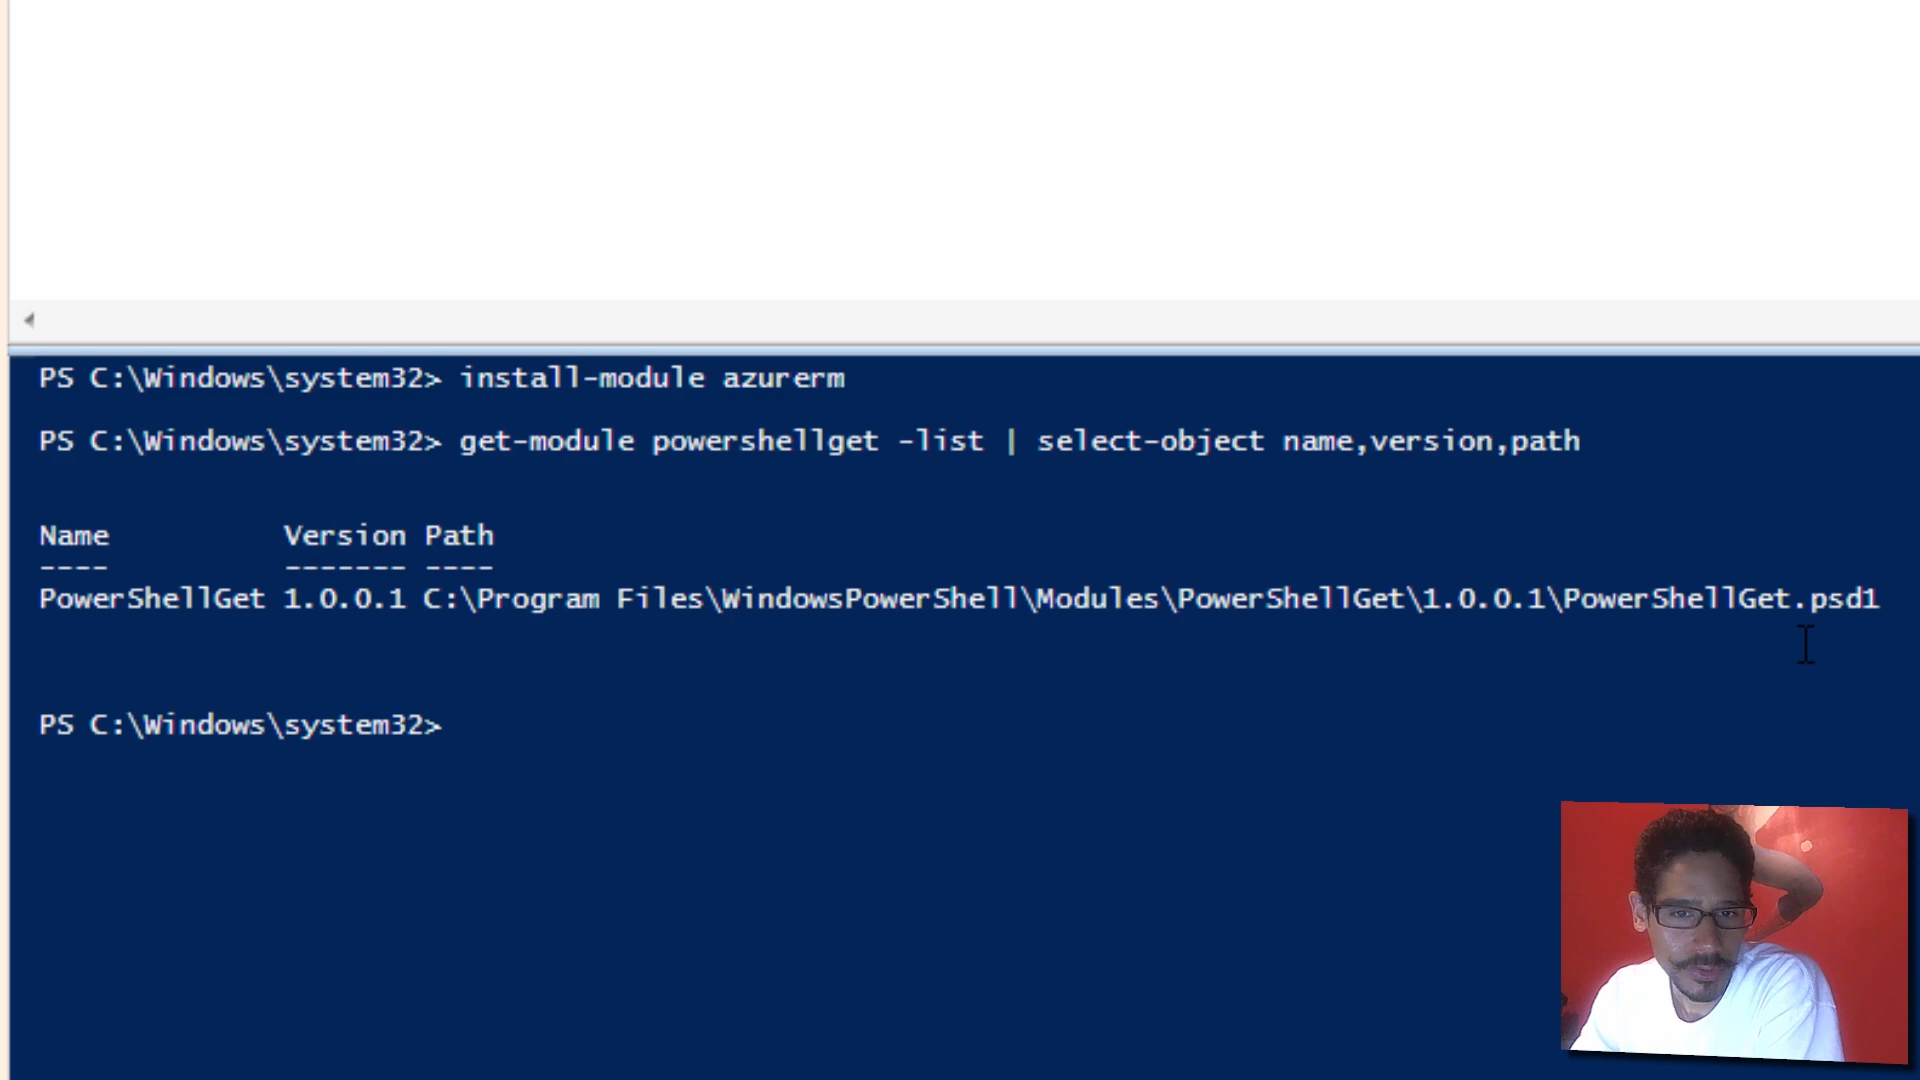 PS C:\Windows\system32> install-module azurerm
PS C:\Windows\system32> get-module powershellget -list | select-object name,version,path
Name Version Path
---- ------- ----
PowerShellGet 1.0.0.1 C:\Program Files\WindowsPowerShell\Modules\PowerShellGet\1.0.0.1\PowerShellGet.psd1
PS C:\Windows\system32>